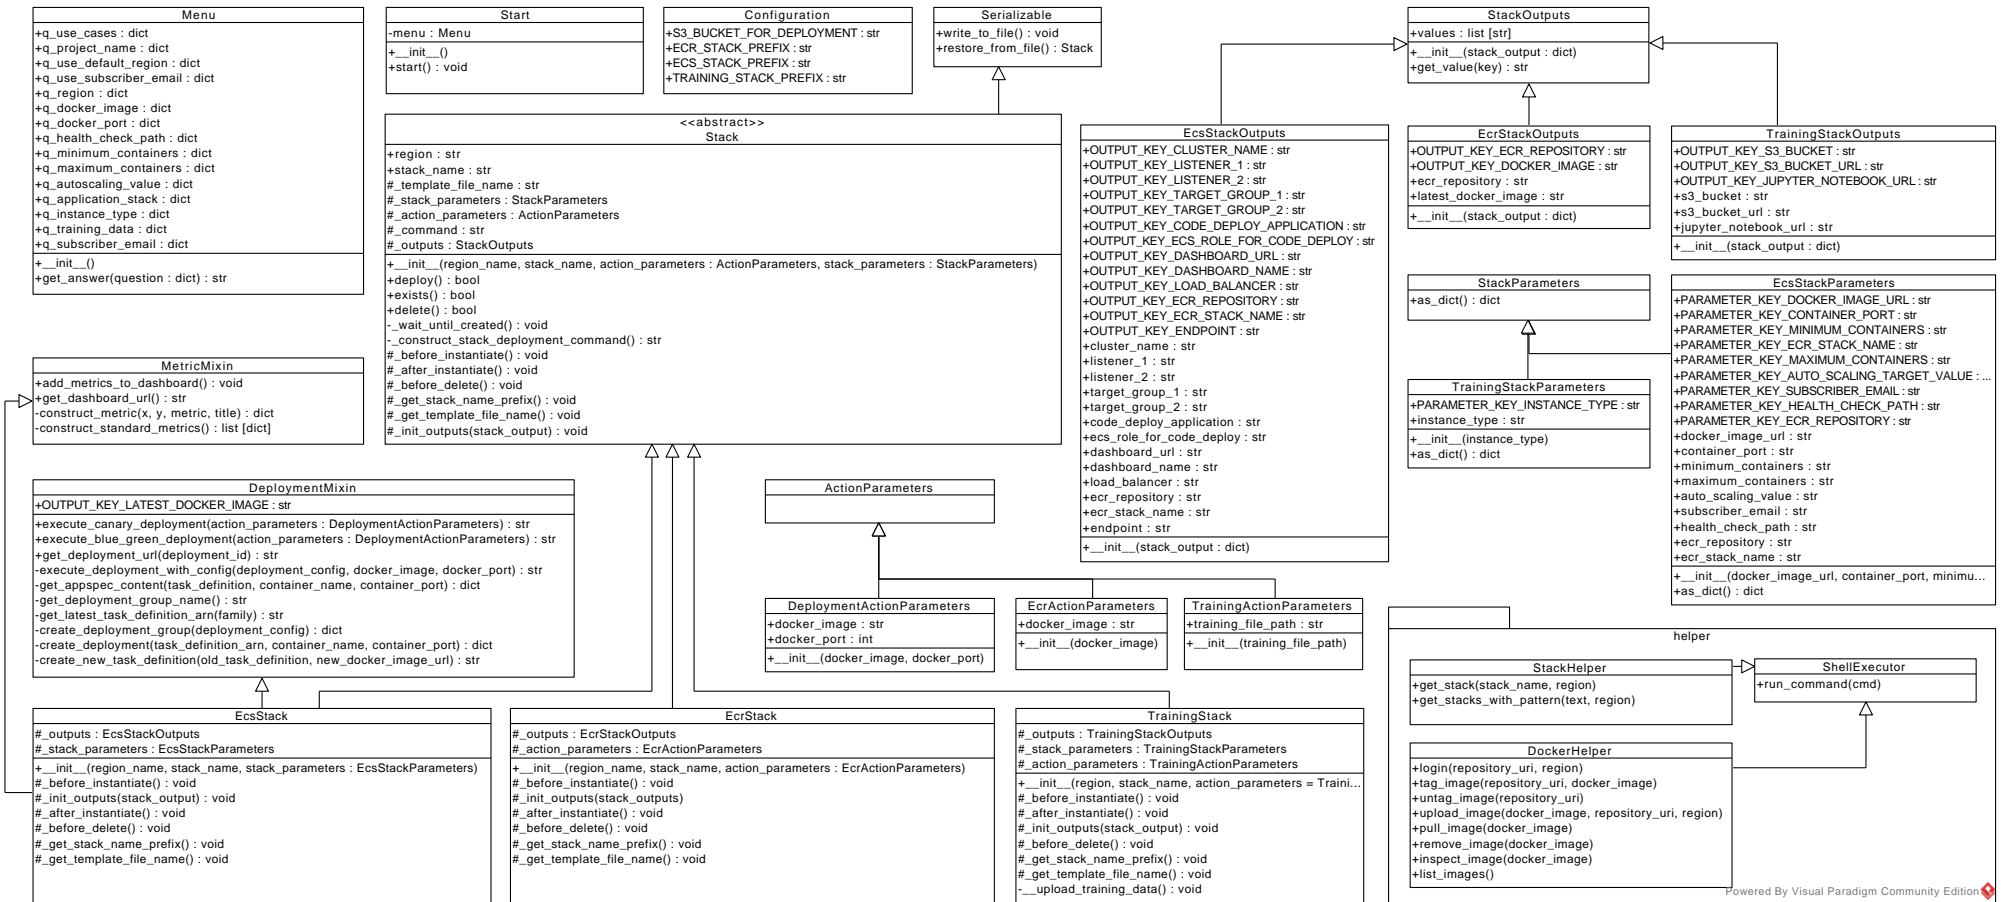 Menu
+q_use_cases : dict
+q_project_name : dict
+q_use_default_region : dict
+q_use_subscriber_email : dict
+q_region : dict
+q_docker_image : dict
+q_docker_port : dict
+q_health_check_path : dict
+q_minimum_containers : dict
+q_maximum_containers : dict
+q_autoscaling_value : dict
+q_application_stack : dict
+q_instance_type : dict
+q_training_data : dict
+q_subscriber_email : dict
+__init__()
+get_answer(question : dict) : str
Start
-menu : Menu
+__init__()
+start() : void
Configuration
+S3_BUCKET_FOR_DEPLOYMENT : str
+ECR_STACK_PREFIX : str
+ECS_STACK_PREFIX : str
+TRAINING_STACK_PREFIX : str
Serializable
+write_to_file() : void
+restore_from_file() : Stack
<<abstract>>
Stack
+region : str
+stack_name : str
#_template_file_name : str
#_stack_parameters : StackParameters
#_action_parameters : ActionParameters
#_command : str
#_outputs : StackOutputs
+__init__(region_name, stack_name, action_parameters : ActionParameters, stack_parameters : StackParameters)
+deploy() : bool
+exists() : bool
+delete() : bool
-_wait_until_created() : void
-_construct_stack_deployment_command() : str
#_before_instantiate() : void
#_after_instantiate() : void
#_before_delete() : void
#_get_stack_name_prefix() : void
#_get_template_file_name() : void
#_init_outputs(stack_output) : void
StackOutputs
+values : list [str]
+__init__(stack_output : dict)
+get_value(key) : str
EcsStackOutputs
+OUTPUT_KEY_CLUSTER_NAME : str
+OUTPUT_KEY_LISTENER_1 : str
+OUTPUT_KEY_LISTENER_2 : str
+OUTPUT_KEY_TARGET_GROUP_1 : str
+OUTPUT_KEY_TARGET_GROUP_2 : str
+OUTPUT_KEY_CODE_DEPLOY_APPLICATION : str
+OUTPUT_KEY_ECS_ROLE_FOR_CODE_DEPLOY : str
+OUTPUT_KEY_DASHBOARD_URL : str
+OUTPUT_KEY_DASHBOARD_NAME : str
+OUTPUT_KEY_LOAD_BALANCER : str
+OUTPUT_KEY_ECR_REPOSITORY : str
+OUTPUT_KEY_ECR_STACK_NAME : str
+OUTPUT_KEY_ENDPOINT : str
+cluster_name : str
+listener_1 : str
+listener_2 : str
+target_group_1 : str
+target_group_2 : str
+code_deploy_application : str
+ecs_role_for_code_deploy : str
+dashboard_url : str
+dashboard_name : str
+load_balancer : str
+ecr_repository : str
+ecr_stack_name : str
+endpoint : str
+__init__(stack_output : dict)
EcrStackOutputs
+OUTPUT_KEY_ECR_REPOSITORY : str
+OUTPUT_KEY_DOCKER_IMAGE : str
+ecr_repository : str
+latest_docker_image : str
+__init__(stack_output : dict)
TrainingStackOutputs
+OUTPUT_KEY_S3_BUCKET : str
+OUTPUT_KEY_S3_BUCKET_URL : str
+OUTPUT_KEY_JUPYTER_NOTEBOOK_URL : str
+s3_bucket : str
+s3_bucket_url : str
+jupyter_notebook_url : str
+__init__(stack_output : dict)
StackParameters
+as_dict() : dict
TrainingStackParameters
+PARAMETER_KEY_INSTANCE_TYPE : str
+instance_type : str
+__init__(instance_type)
+as_dict() : dict
EcsStackParameters
+PARAMETER_KEY_DOCKER_IMAGE_URL : str
+PARAMETER_KEY_CONTAINER_PORT : str
+PARAMETER_KEY_MINIMUM_CONTAINERS : str
+PARAMETER_KEY_ECR_STACK_NAME : str
+PARAMETER_KEY_MAXIMUM_CONTAINERS : str
+PARAMETER_KEY_AUTO_SCALING_TARGET_VALUE : ...
+PARAMETER_KEY_SUBSCRIBER_EMAIL : str
+PARAMETER_KEY_HEALTH_CHECK_PATH : str
+PARAMETER_KEY_ECR_REPOSITORY : str
+docker_image_url : str
+container_port : str
+minimum_containers : str
+maximum_containers : str
+auto_scaling_value : str
+subscriber_email : str
+health_check_path : str
+ecr_repository : str
+ecr_stack_name : str
+__init__(docker_image_url, container_port, minimu...
+as_dict() : dict
MetricMixin
+add_metrics_to_dashboard() : void
+get_dashboard_url() : str
-construct_metric(x, y, metric, title) : dict
-construct_standard_metrics() : list [dict]
DeploymentMixin
+OUTPUT_KEY_LATEST_DOCKER_IMAGE : str
+execute_canary_deployment(action_parameters : DeploymentActionParameters) : str
+execute_blue_green_deployment(action_parameters : DeploymentActionParameters) : str
+get_deployment_url(deployment_id) : str
-execute_deployment_with_config(deployment_config, docker_image, docker_port) : str
-get_appspec_content(task_definition, container_name, container_port) : dict
-get_deployment_group_name() : str
-get_latest_task_definition_arn(family) : str
-create_deployment_group(deployment_config) : dict
-create_deployment(task_definition_arn, container_name, container_port) : dict
-create_new_task_definition(old_task_definition, new_docker_image_url) : str
ActionParameters
DeploymentActionParameters
+docker_image : str
+docker_port : int
+__init__(docker_image, docker_port)
EcrActionParameters
+docker_image : str
+__init__(docker_image)
TrainingActionParameters
+training_file_path : str
+__init__(training_file_path)
EcsStack
#_outputs : EcsStackOutputs
#_stack_parameters : EcsStackParameters
+__init__(region_name, stack_name, stack_parameters : EcsStackParameters)
#_before_instantiate() : void
#_init_outputs(stack_output) : void
#_after_instantiate() : void
#_before_delete() : void
#_get_stack_name_prefix() : void
#_get_template_file_name() : void
EcrStack
#_outputs : EcrStackOutputs
#_action_parameters : EcrActionParameters
+__init__(region_name, stack_name, action_parameters : EcrActionParameters)
#_before_instantiate() : void
#_init_outputs(stack_outputs)
#_after_instantiate() : void
#_before_delete() : void
#_get_stack_name_prefix() : void
#_get_template_file_name() : void
TrainingStack
#_outputs : TrainingStackOutputs
#_stack_parameters : TrainingStackParameters
#_action_parameters : TrainingActionParameters
+__init__(region, stack_name, action_parameters = Traini...
#_before_instantiate() : void
#_after_instantiate() : void
#_init_outputs(stack_output) : void
#_before_delete() : void
#_get_stack_name_prefix() : void
#_get_template_file_name() : void
-__upload_training_data() : void
helper
StackHelper
+get_stack(stack_name, region)
+get_stacks_with_pattern(text, region)
ShellExecutor
+run_command(cmd)
DockerHelper
+login(repository_uri, region)
+tag_image(repository_uri, docker_image)
+untag_image(repository_uri)
+upload_image(docker_image, repository_uri, region)
+pull_image(docker_image)
+remove_image(docker_image)
+inspect_image(docker_image)
+list_images()
Powered By Visual Paradigm Community Edition